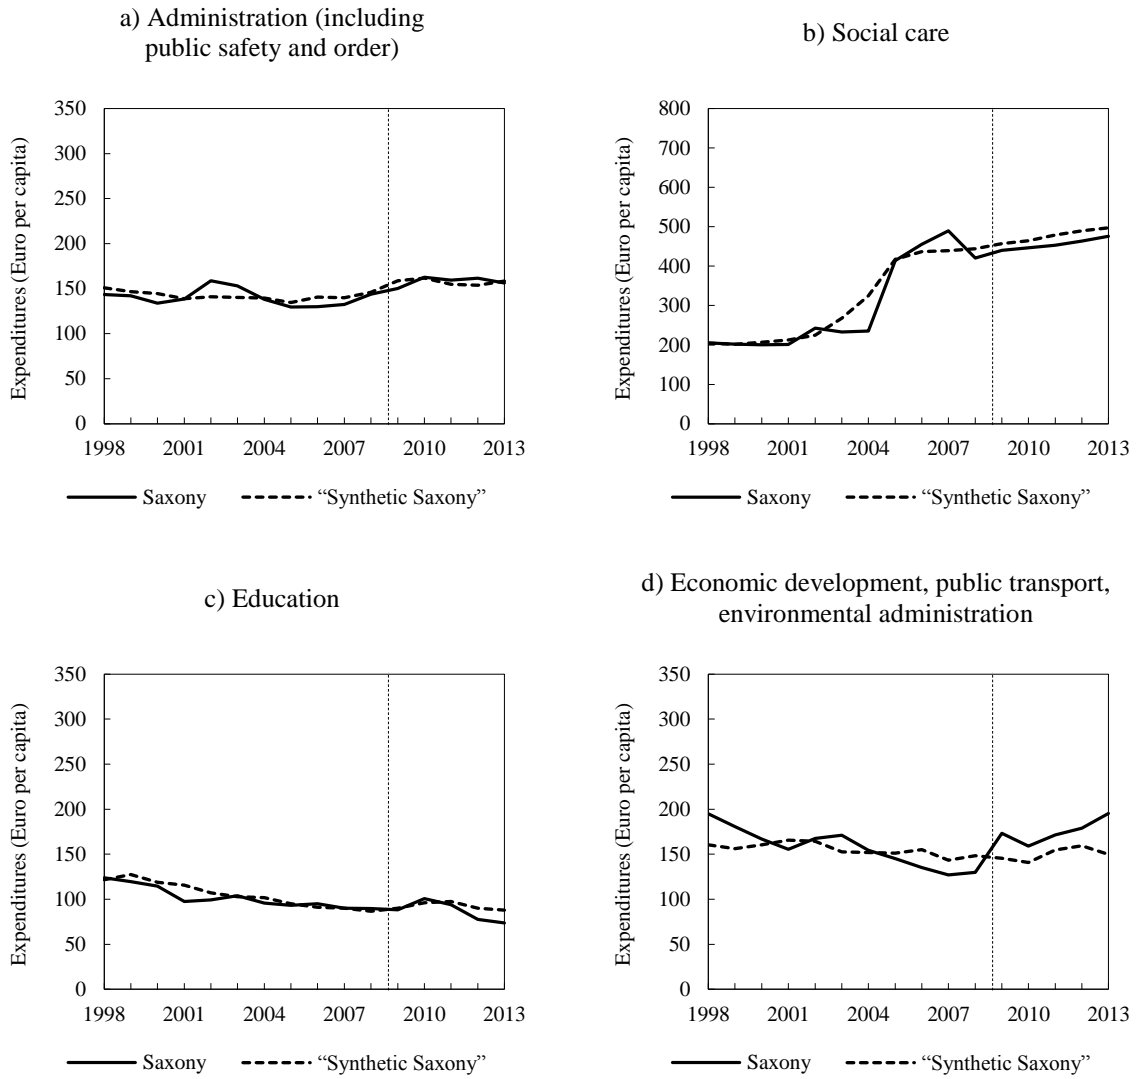 a) Administration (including
public safety and order)
Expenditures (Euro per capita)
350
300
250
200
150
100
50
0
1998 2001 2004 2007 2010 2013
Saxony “Synthetic Saxony”
b) Social care
Expenditures (Euro per capita)
800
700
600
500
400
300
200
100
0
1998 2001 2004 2007 2010 2013
Saxony “Synthetic Saxony”
c) Education
Expenditures (Euro per capita)
350
300
250
200
150
100
50
0
1998 2001 2004 2007 2010 2013
Saxony “Synthetic Saxony”
d) Economic development, public transport,
environmental administration
Expenditures (Euro per capita)
350
300
250
200
150
100
50
0
1998 2001 2004 2007 2010 2013
Saxony “Synthetic Saxony”